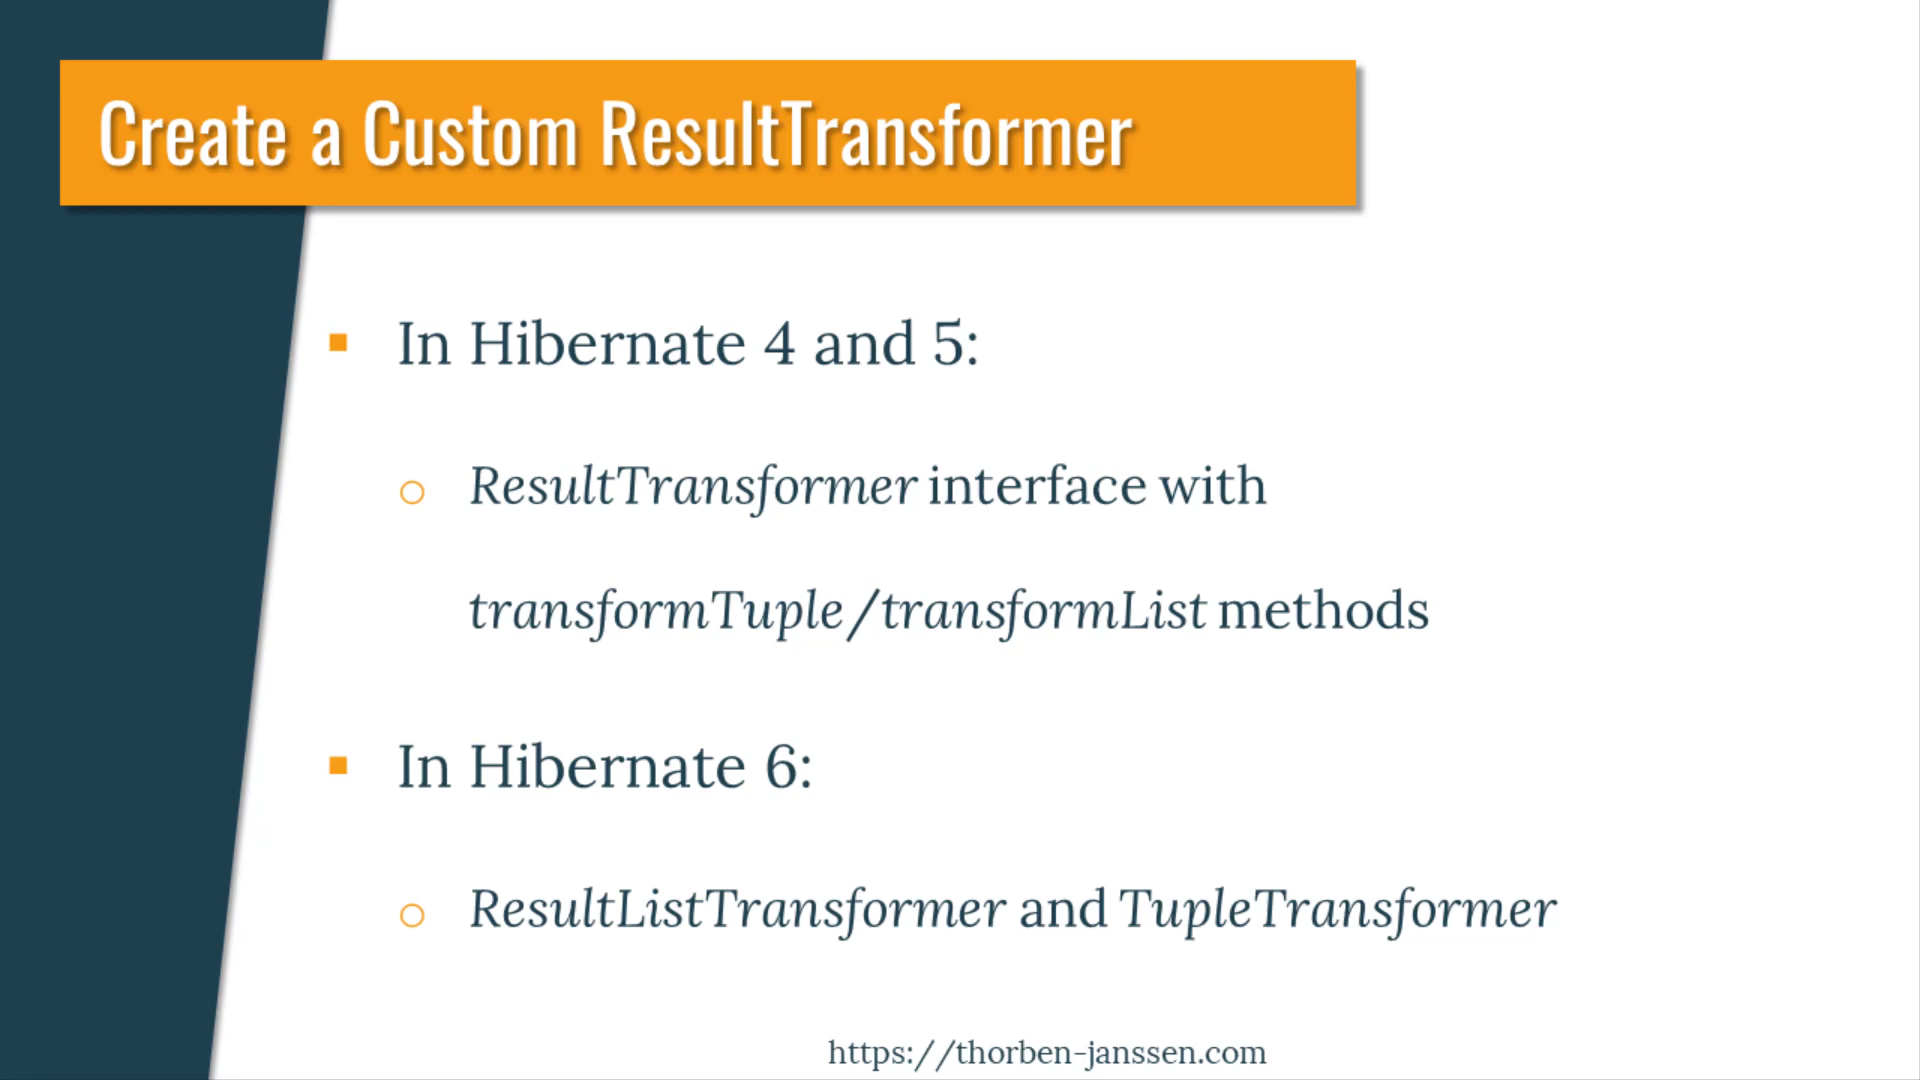 Create a Custom ResultTransformer
In Hibernate 4 and 5:
ResultTransformer interface with
transformTuple/transformList methods
In Hibernate 6:
ResultListTransformer and TupleTransformer
https://thorben-janssen.com